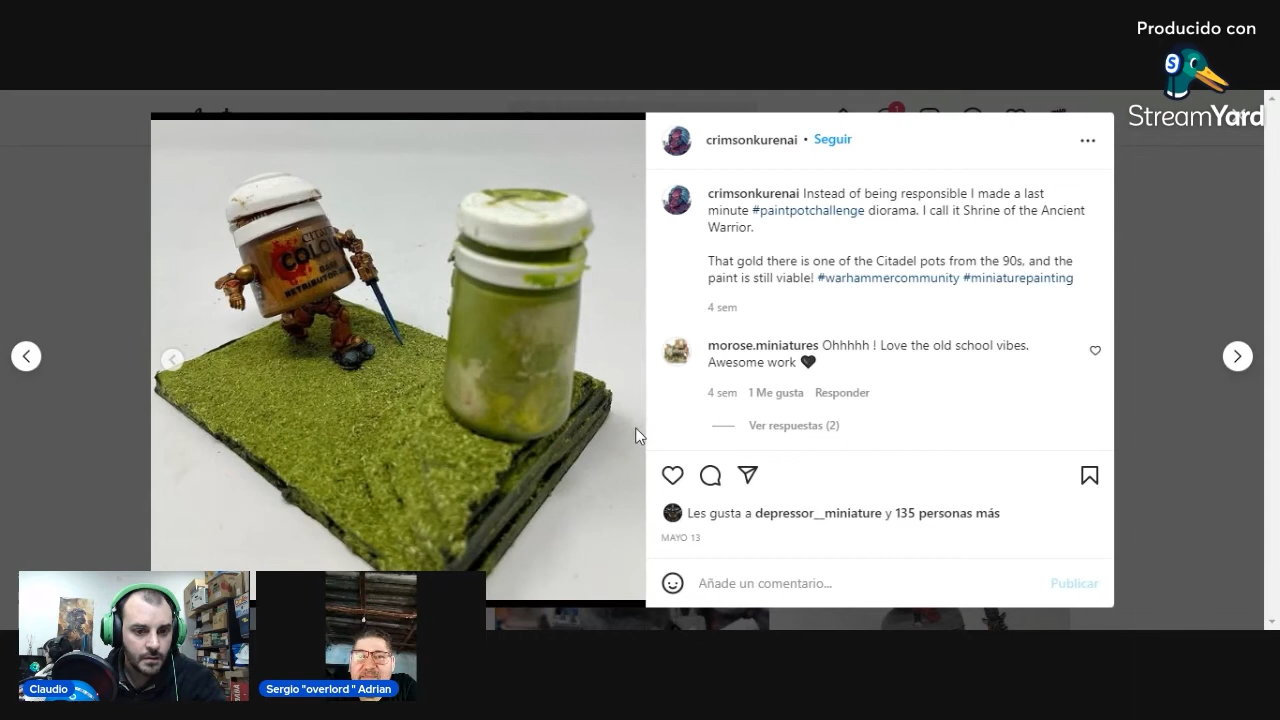 Producido con
StreamYard
crimsonkurenai • Seguir
crimsonkurenai Instead of being responsible I made a last
minute #paintpotchallenge diorama. I call it Shrine of the Ancient
Warrior.
That gold there is one of the Citadel pots from the 90s, and the
paint is still viable! #warhammercommunity #miniaturepainting
4 sem
morose.miniatures Ohhhhh ! Love the old school vibes.
Awesome work 🖤
4 sem 1 Me gusta Responder
Ver respuestas (2)
Les gusta a depressor__miniature y 135 personas más
MAYO 13
Añade un comentario...
Publicar
COLOU
BASE
Claudio
Sergio "overlord " Adrian